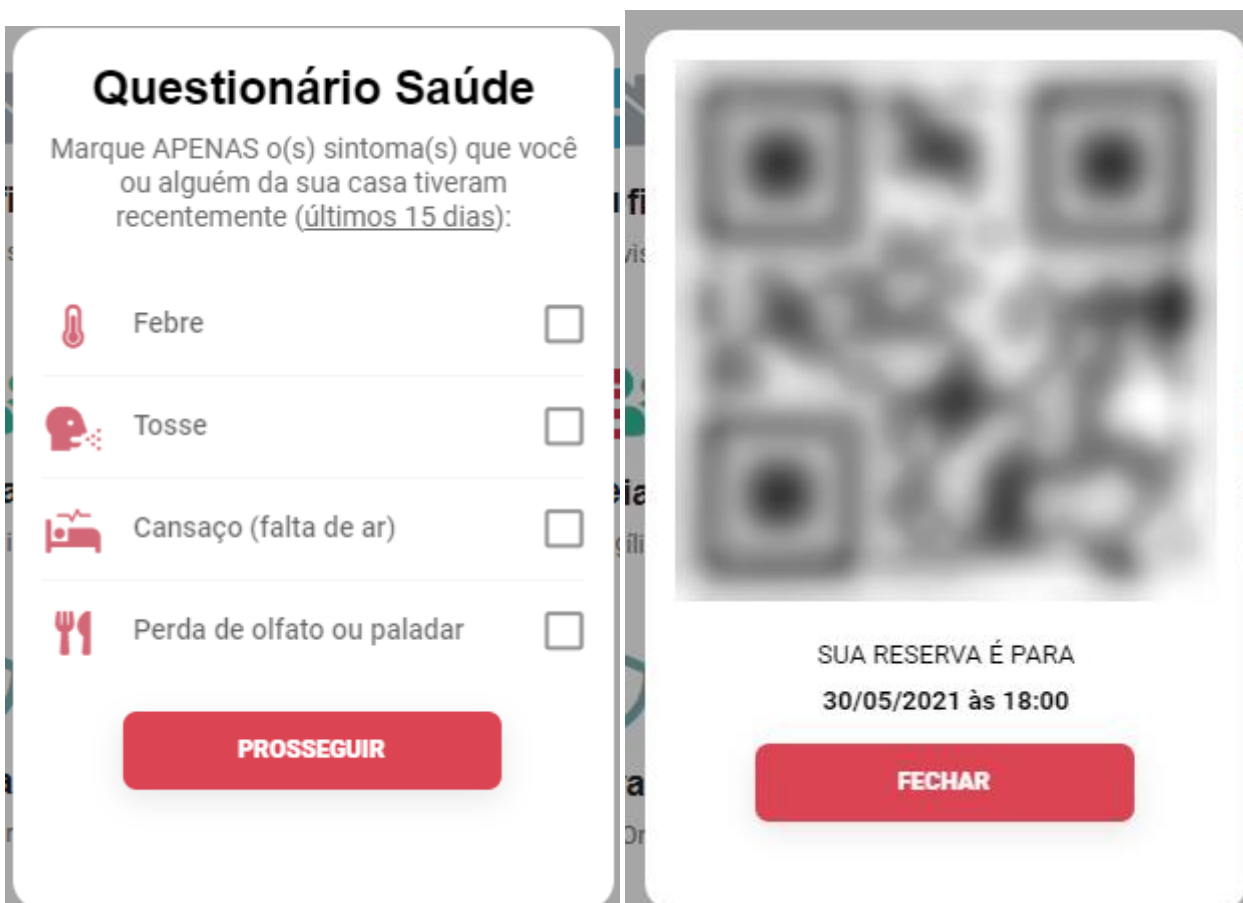 Questionário Saúde
Marque APENAS o(s) sintoma(s) que você
ou alguém da sua casa tiveram
recentemente (últimos 15 dias):
Febre
Tosse
Cansaço (falta de ar)
Perda de olfato ou paladar
PROSSEGUIR
SUA RESERVA É PARA
30/05/2021 às 18:00
FECHAR